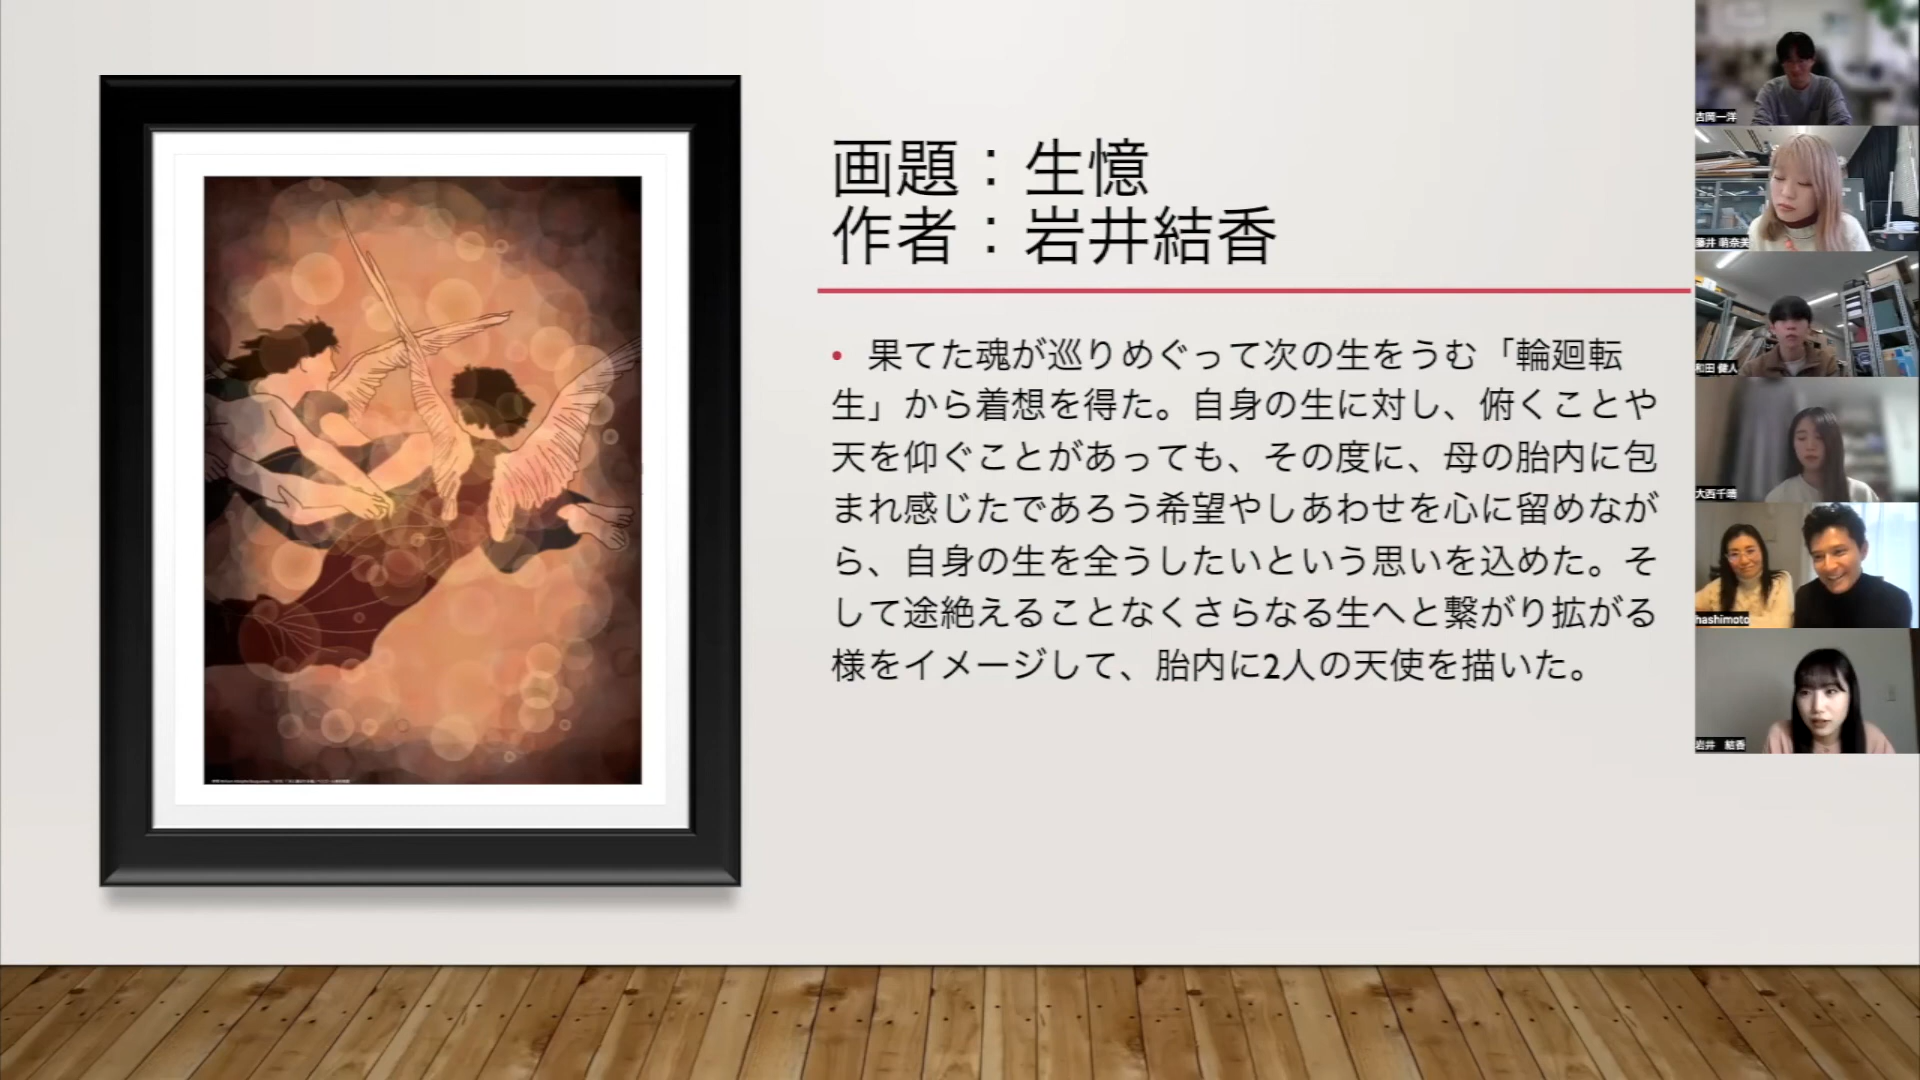 画題：生憶
作者：岩井結香
• 果てた魂が巡りめぐって次の生をうむ「輪廻転
生」から着想を得た。自身の生に対し、俯くことや
天を仰ぐことがあっても、その度に、母の胎内に包
まれ感じたであろう希望やしあわせを心に留めなが
ら、自身の生を全うしたいという思いを込めた。そ
して途絶えることなくさらなる生へと繋がり拡がる
様をイメージして、胎内に2人の天使を描いた。
吉岡一洋
藤井 萌奈美
和田 健人
大西千晴
hashimoto
岩井 結香